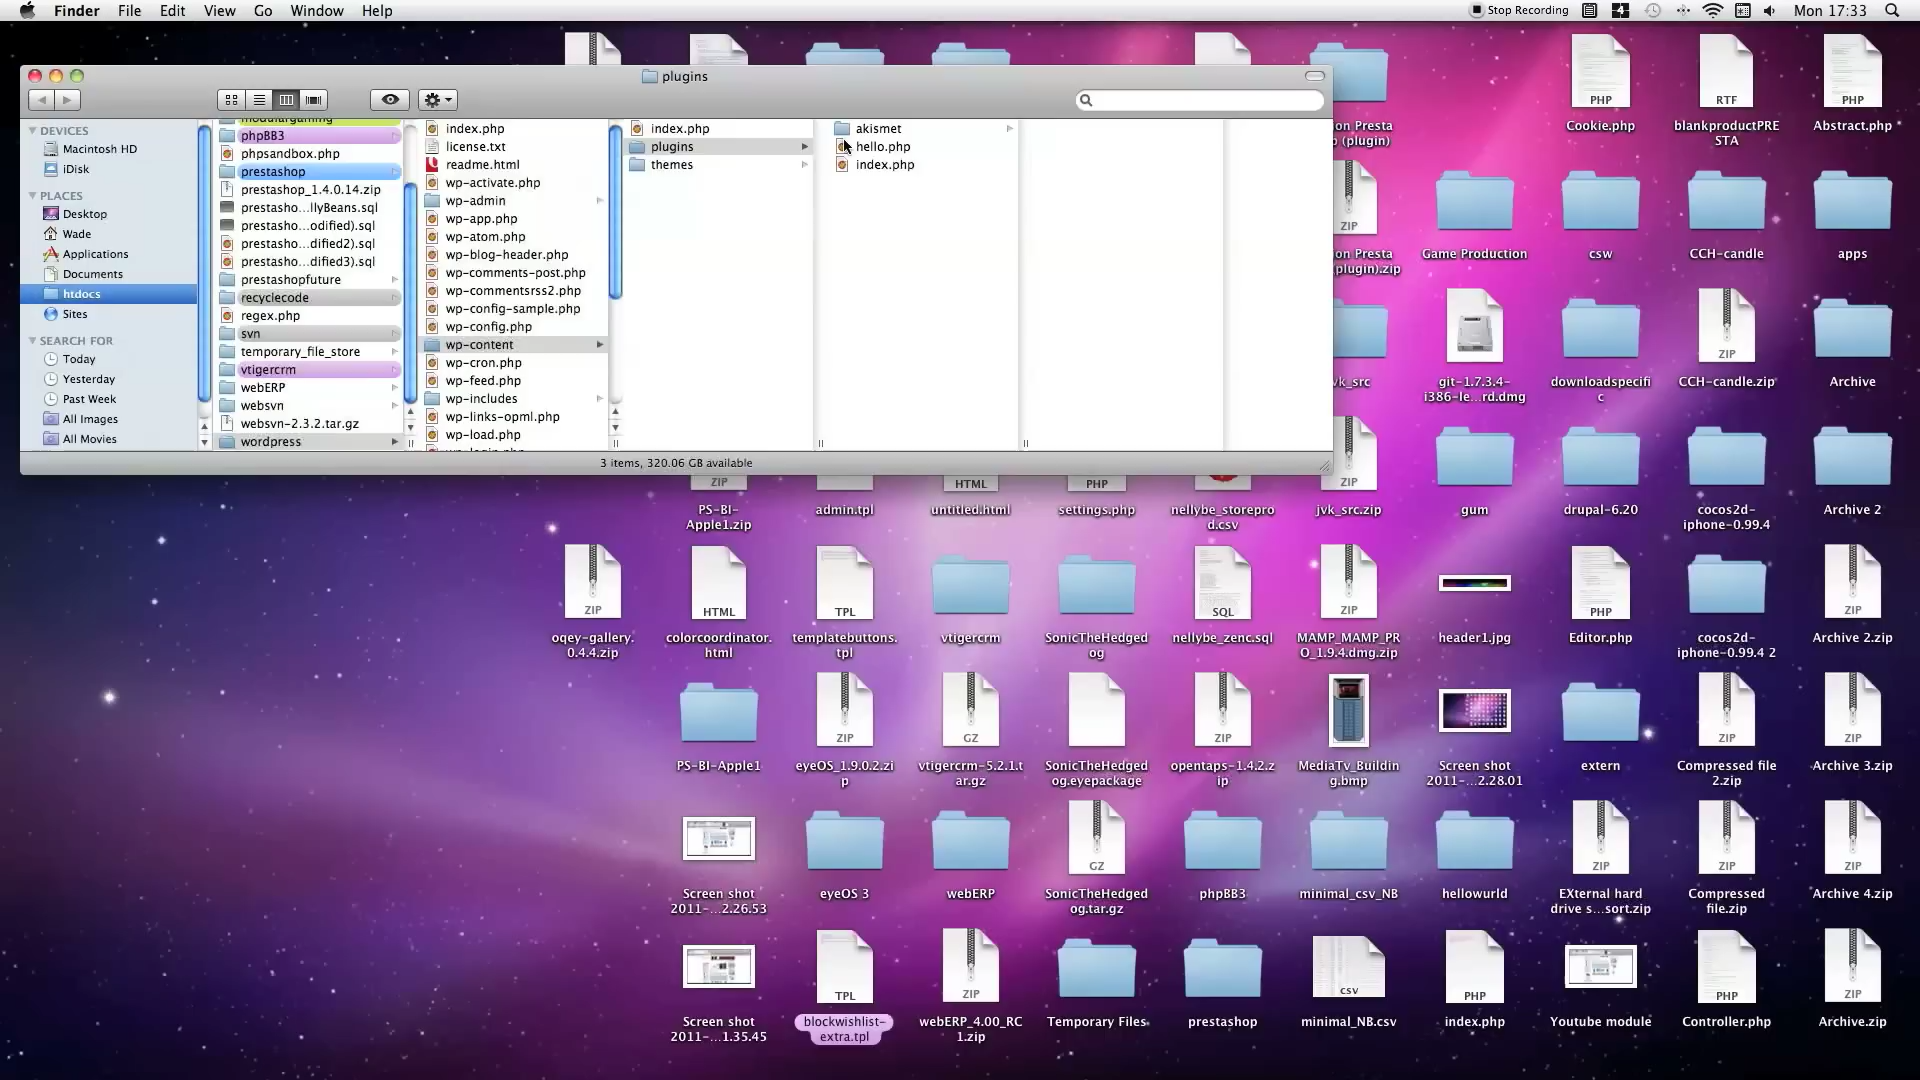 Finder File Edit View Go Window Help
Stop Recording
4
Mon 17:33
plugins
DEVICES
Macintosh HD
iDisk
PLACES
Desktop
Wade
Applications
Documents
htdocs
Sites
SEARCH FOR
Today
Yesterday
Past Week
All Images
All Movies
phpBB3
phpsandbox.php
prestashop
prestashop_1.4.0.14.zip
prestasho...llyBeans.sql
prestasho...odified).sql
prestasho...dified2).sql
prestasho...dified3).sql
prestashopfuture
recyclecode
regex.php
svn
temporary_file_store
vtigercrm
webERP
websvn
websvn-2.3.2.tar.gz
wordpress
index.php
license.txt
readme.html
wp-activate.php
wp-admin
wp-app.php
wp-atom.php
wp-blog-header.php
wp-comments-post.php
wp-commentsrss2.php
wp-config-sample.php
wp-config.php
wp-content
wp-cron.php
wp-feed.php
wp-includes
wp-links-opml.php
wp-load.php
index.php
plugins
themes
akismet
hello.php
index.php
3 items, 320.06 GB available
PHP
RTF
PHP
Cookie.php
blankproductPRE
STA
Abstract.php
on Presta
(plugin)
ZIP
on Presta
(plugin).zip
Game Production
csw
CCH-candle
apps
ZIP
vk_src
git-1.7.3.4-
i386-le...rd.dmg
downloadspecifi
c
CCH-candle.zip
Archive
ZIP
HTML
PHP
ZIP
PS-BI-
Apple1.zip
admin.tpl
untitled.html
settings.php
nellybe_storepro
d.csv
jvk_src.zip
gum
drupal-6.20
cocos2d-
iphone-0.99.4
Archive 2
ZIP
HTML
TPL
SQL
ZIP
PHP
ZIP
oqey-gallery.
0.4.4.zip
colorcoordinator.
html
templatebuttons.
tpl
vtigercrm
SonicTheHedged
og
nellybe_zenc.sql
MAMP_MAMP_PR
O_1.9.4.dmg.zip
header1.jpg
Editor.php
cocos2d-
iphone-0.99.4 2
Archive 2.zip
ZIP
GZ
ZIP
ZIP
ZIP
PS-BI-Apple1
eyeOS_1.9.0.2.zi
p
vtigercrm-5.2.1.t
ar.gz
SonicTheHedged
og.eyepackage
opentaps-1.4.2.z
ip
MediaTv_Buildin
g.bmp
Screen shot
2011-...2.28.01
extern
Compressed file
2.zip
Archive 3.zip
GZ
ZIP
ZIP
ZIP
Screen shot
2011-...2.26.53
eyeOS 3
webERP
SonicTheHedged
og.tar.gz
phpBB3
minimal_csv_NB
hellowurld
EXternal hard
drive s...sort.zip
Compressed
file.zip
Archive 4.zip
TPL
ZIP
csv
PHP
PHP
ZIP
Screen shot
2011-...1.35.45
blockwishlist-
extra.tpl
webERP_4.00_RC
1.zip
Temporary Files
prestashop
minimal_NB.csv
index.php
Youtube module
Controller.php
Archive.zip